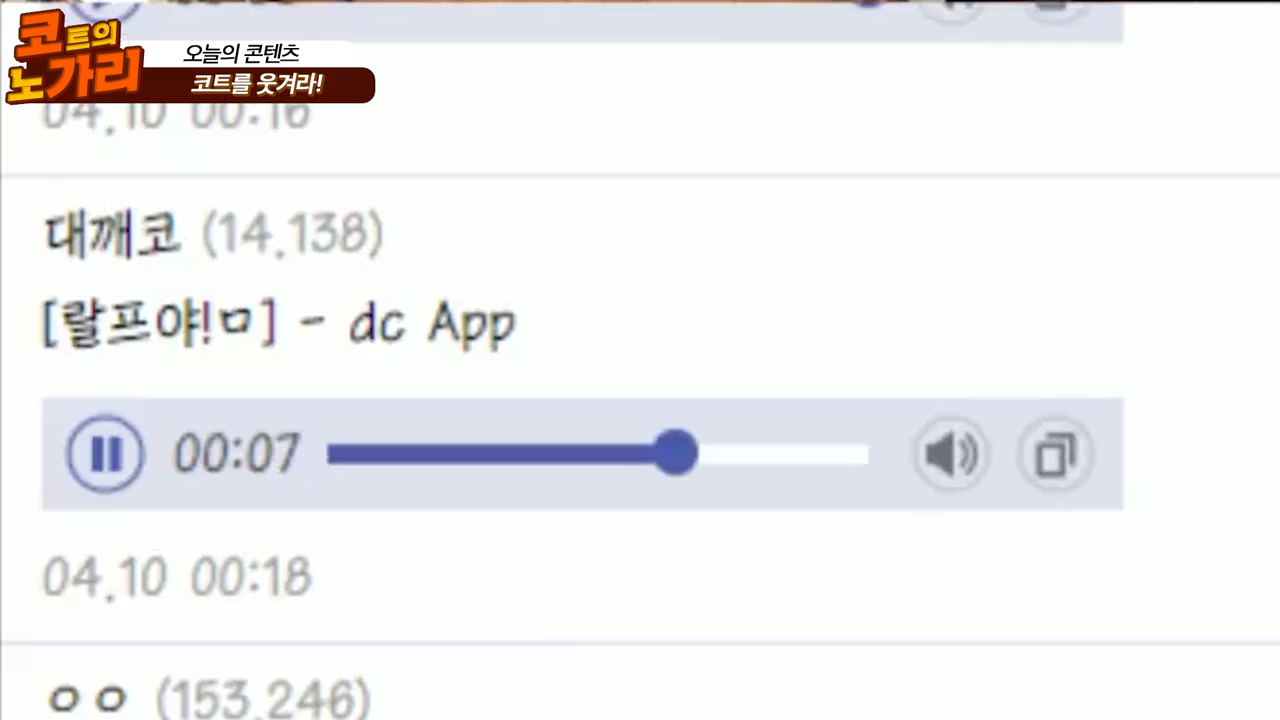 코트의
노가리
오늘의 콘텐츠
코트를 웃겨라!
04.10 00:16
대깨코 (14.138)
[랄프야!ㅁ] - dc App
00:07
04.10 00:18
ㅇㅇ (153.246)